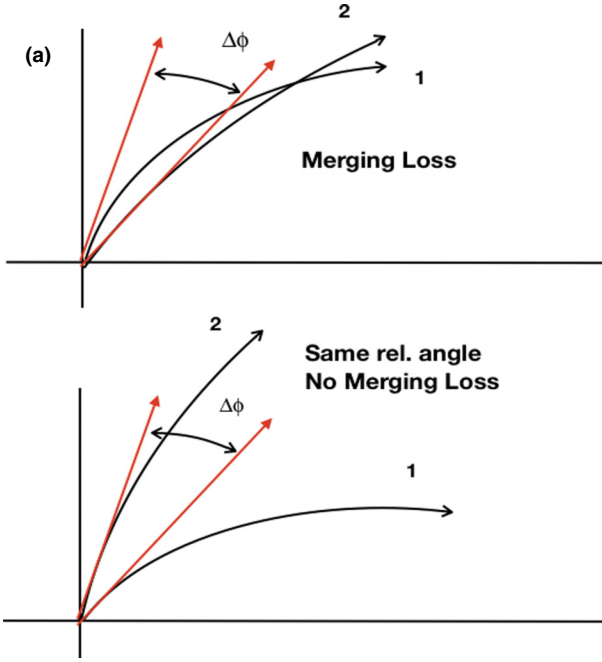 2
(a)
Δϕ
1
Merging Loss
2
Same rel. angle
No Merging Loss
Δϕ
1